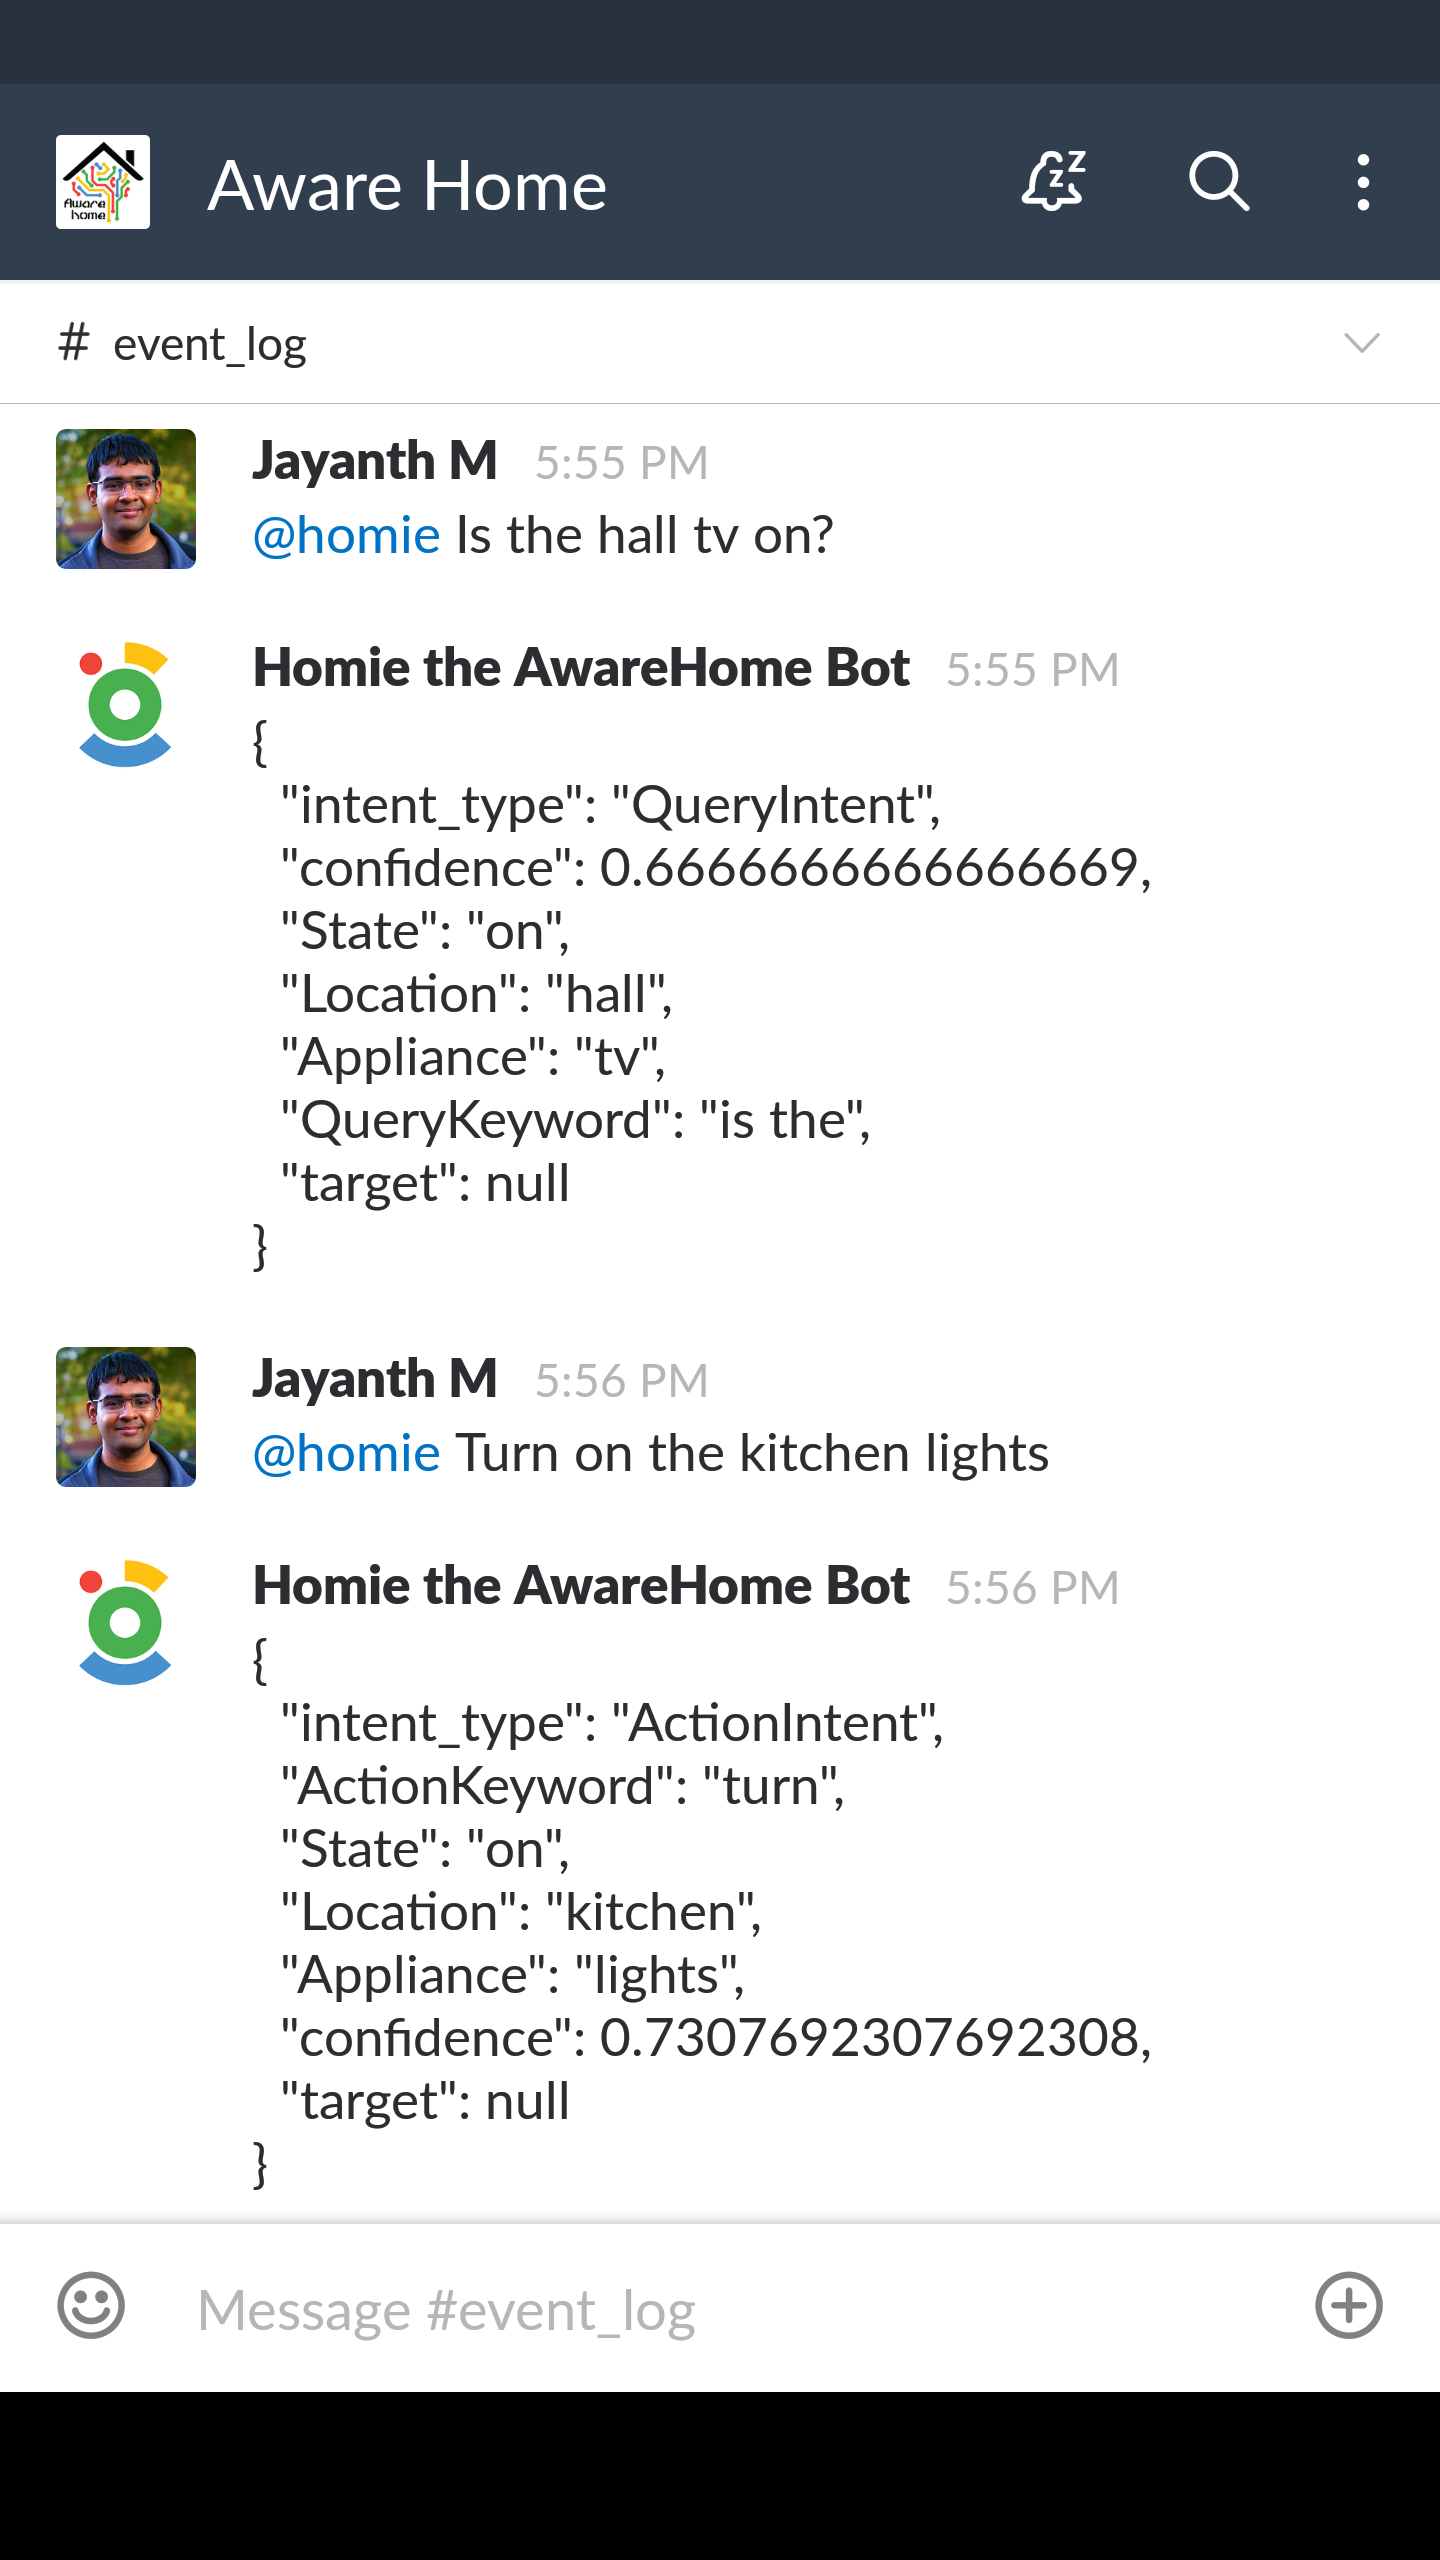 Aware
home
Aware Home
z z
# event_log
Jayanth M 5:55 PM
@homie Is the hall tv on?
Homie the AwareHome Bot 5:55 PM
{
"intent_type": "QueryIntent",
"confidence": 0.6666666666666669,
"State": "on",
"Location": "hall",
"Appliance": "tv",
"QueryKeyword": "is the",
"target": null
}
Jayanth M 5:56 PM
@homie Turn on the kitchen lights
Homie the AwareHome Bot 5:56 PM
{
"intent_type": "ActionIntent",
"ActionKeyword": "turn",
"State": "on",
"Location": "kitchen",
"Appliance": "lights",
"confidence": 0.7307692307692308,
"target": null
}
Message #event_log